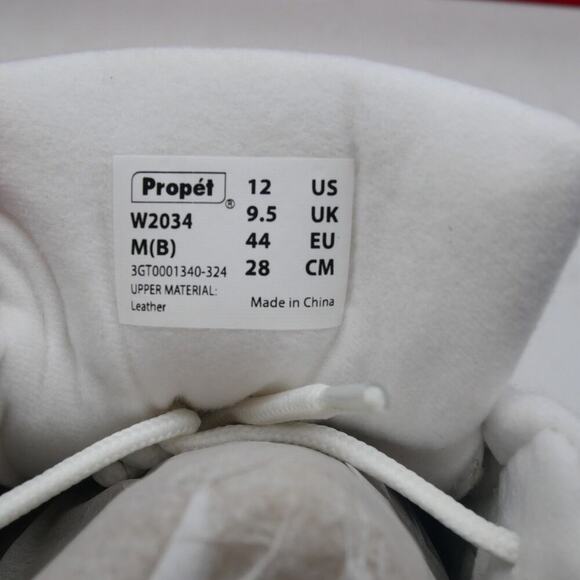 Propét ® 12 US
W2034 9.5 UK
M(B) 44 EU
3GT0001340-324 28 CM
UPPER MATERIAL:
Leather Made in China